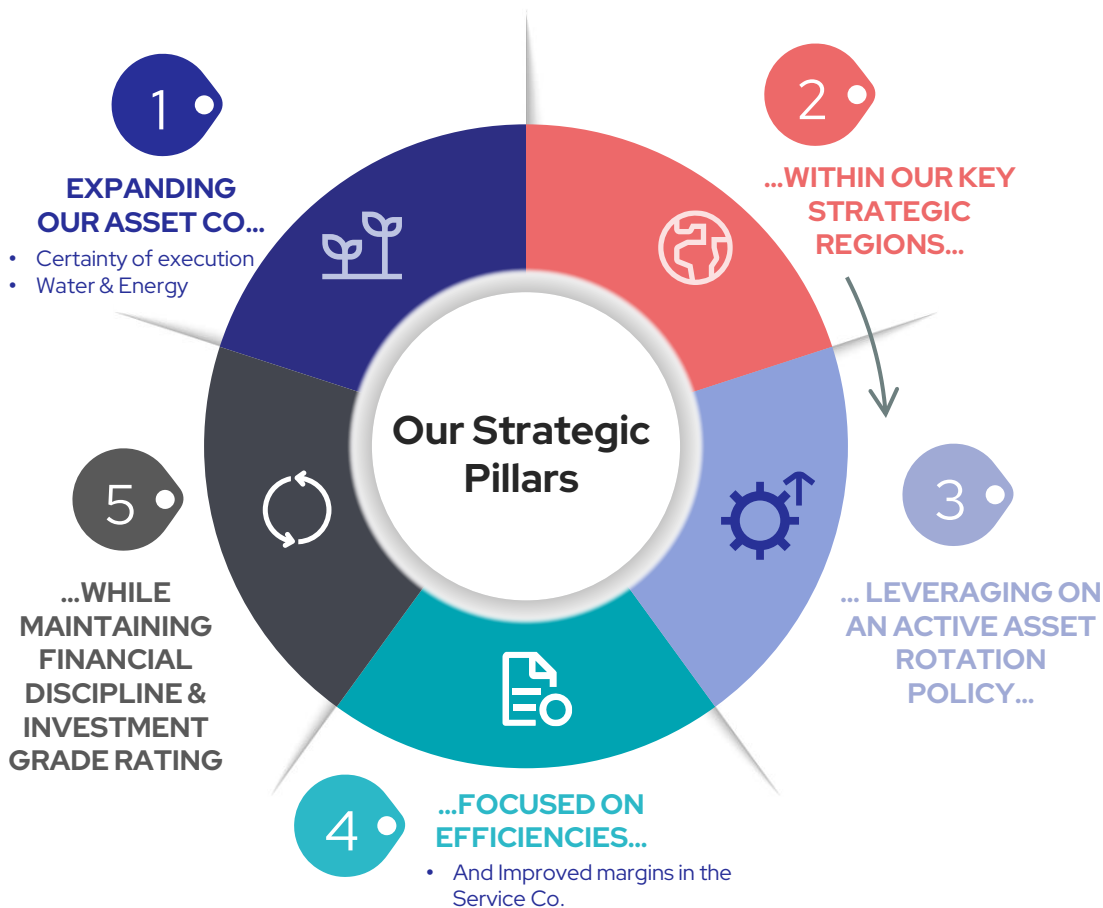 1
EXPANDING
OUR ASSET CO...
• Certainty of execution
• Water & Energy
2
...WITHIN OUR KEY
STRATEGIC
REGIONS...
Our Strategic
Pillars
3
... LEVERAGING ON
AN ACTIVE ASSET
ROTATION
POLICY...
4
...FOCUSED ON
EFFICIENCIES...
• And Improved margins in the
Service Co.
5
...WHILE
MAINTAINING
FINANCIAL
DISCIPLINE &
INVESTMENT
GRADE RATING